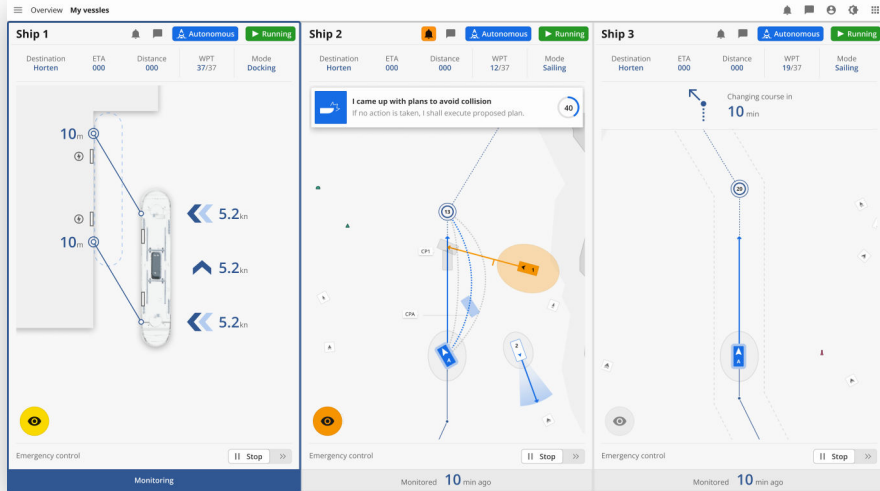 Overview My vessles
Ship 1
Autonomous
Running
Destination
Horten
ETA
000
Distance
000
WPT
37/37
Mode
Docking
10m
10m
5.2kn
5.2kn
5.2kn
Emergency control
Stop
Monitoring
Ship 2
Autonomous
Running
Destination
Horten
ETA
000
Distance
000
WPT
12/37
Mode
Sailing
I came up with plans to avoid collision
If no action is taken, I shall execute proposed plan.
40
13
CP1
1
CPA
2
A
Emergency control
Stop
Monitored 10 min ago
Ship 3
Autonomous
Running
Destination
Horten
ETA
000
Distance
000
WPT
19/37
Mode
Sailing
Changing course in
10 min
20
A
Emergency control
Stop
Monitored 10 min ago